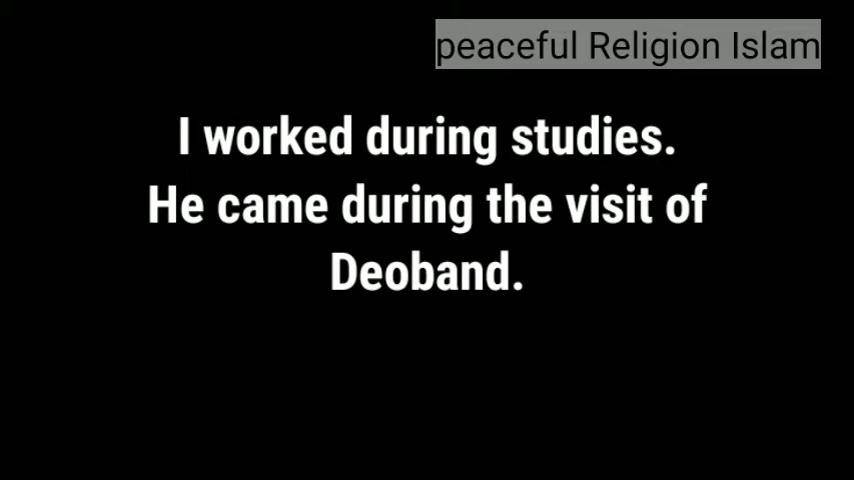 peaceful Religion Islam
I worked during studies.
He came during the visit of
Deoband.